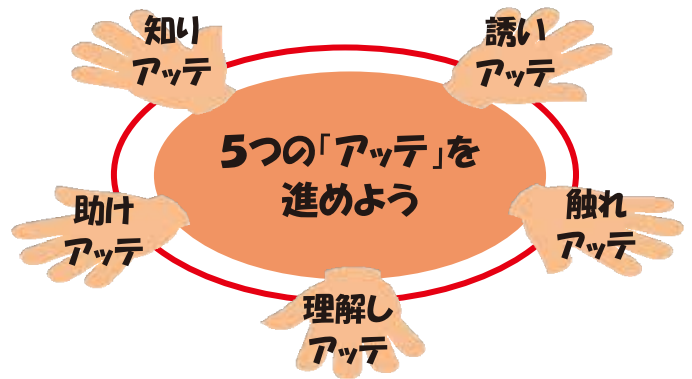 知り
アッテ
誘い
アッテ
5つの「アッテ」を
進めよう
助け
アッテ
触れ
アッテ
理解し
アッテ